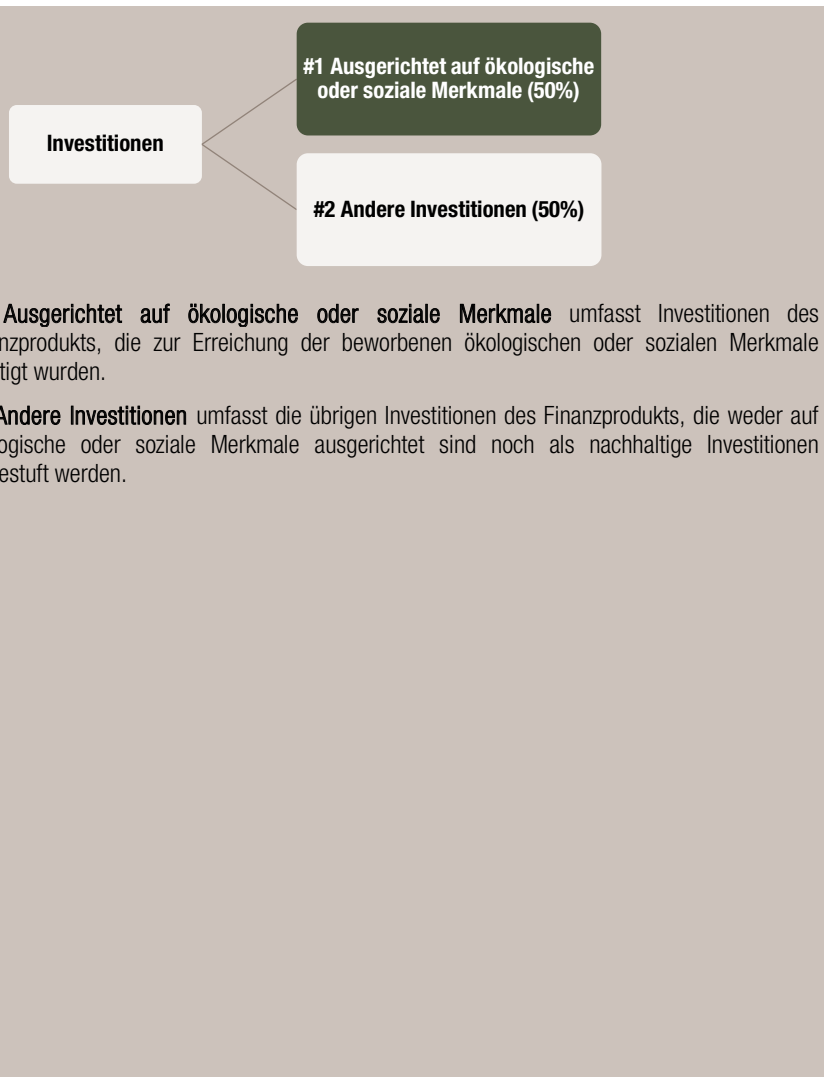 #1 Ausgerichtet auf ökologische
oder soziale Merkmale (50%)
Investitionen
#2 Andere Investitionen (50%)
Ausgerichtet auf ökologische oder soziale Merkmale umfasst Investitionen des
nzprodukts, die zur Erreichung der beworbenen ökologischen oder sozialen Merkmale
tigt wurden.
Andere Investitionen umfasst die übrigen Investitionen des Finanzprodukts, die weder auf
ogische oder soziale Merkmale ausgerichtet sind noch als nachhaltige Investitionen
estuft werden.